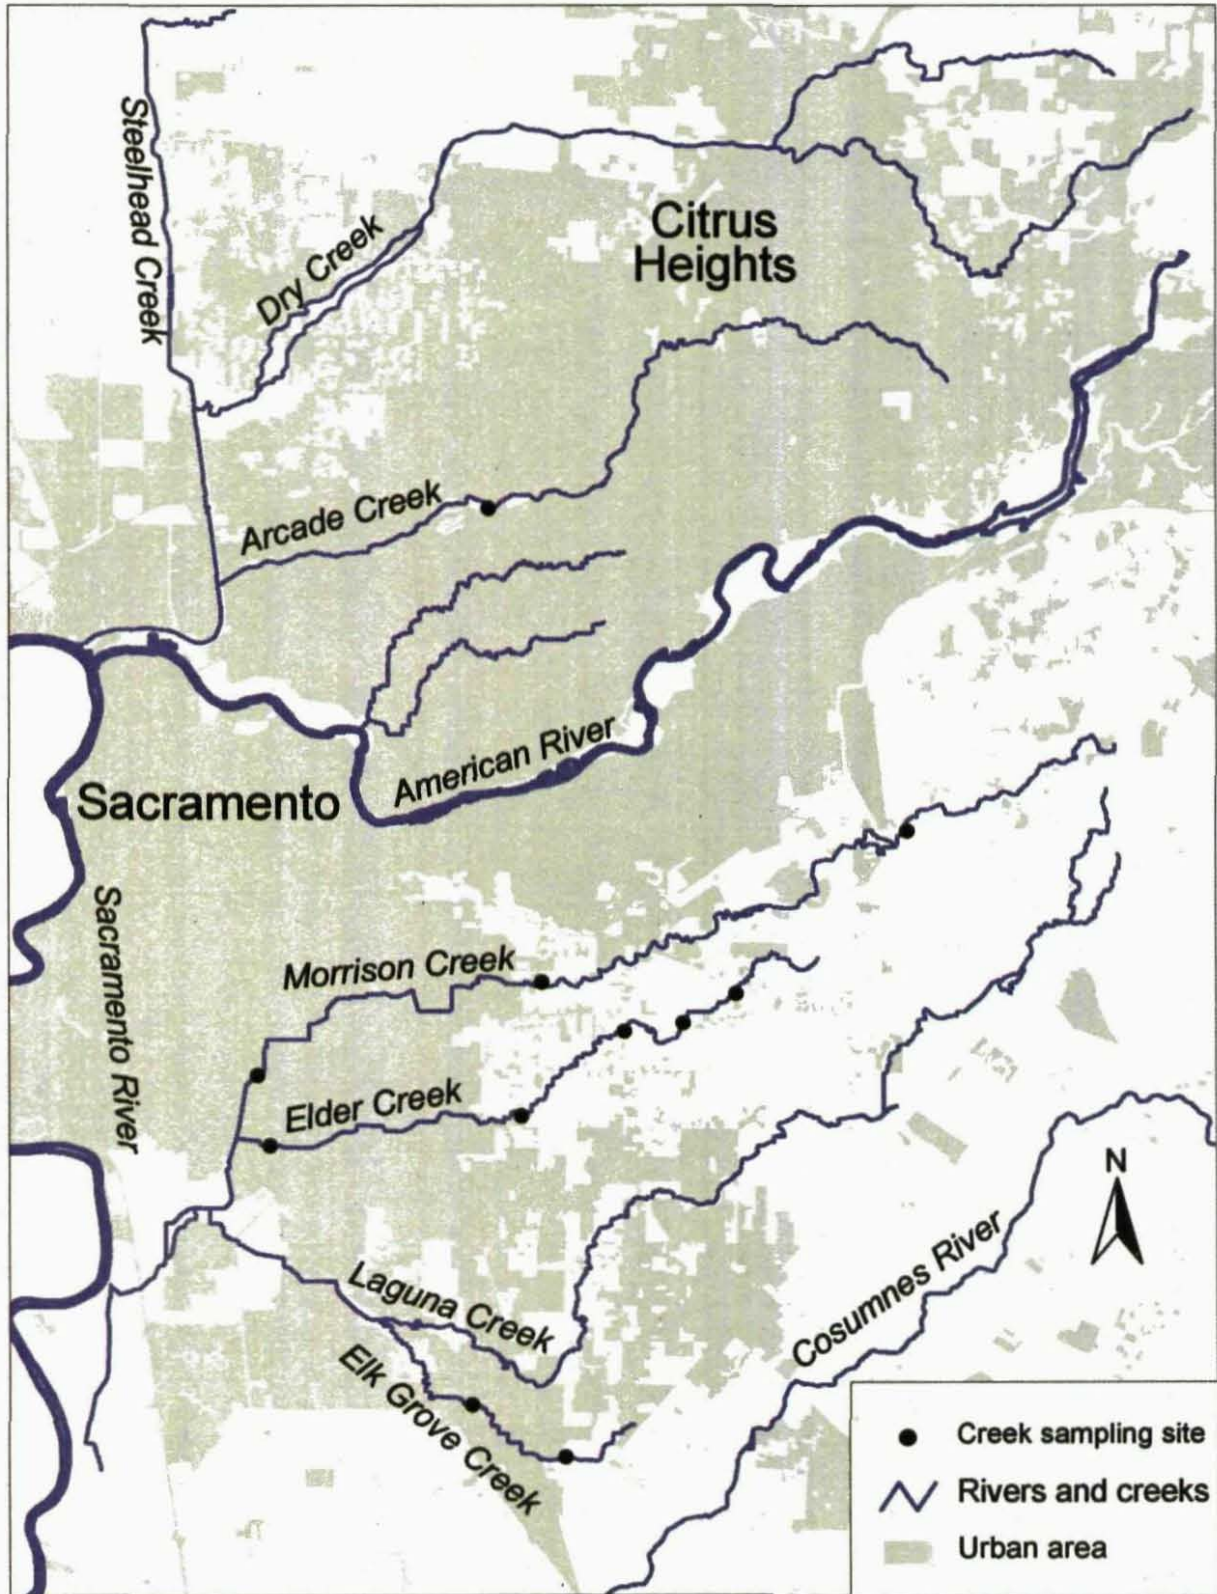 Steelhead Creek
Dry Creek
Citrus
Heights
Arcade Creek
American River
Sacramento
Sacramento River
Morrison Creek
Elder Creek
N
Laguna Creek
Cosumnes River
Elk Grove Creek
Creek sampling site
Rivers and creeks
Urban area